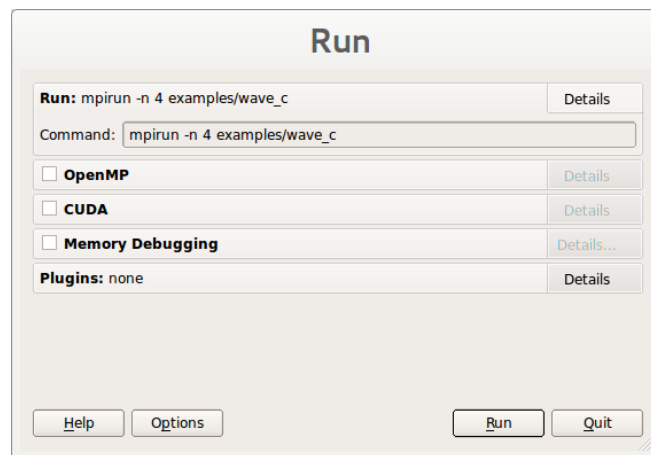 Run
Run: mpirun -n 4 examples/wave_c Details
Command: mpirun -n 4 examples/wave_c
OpenMP Details
CUDA Details
Memory Debugging Details...
Plugins: none Details
Help Options Run Quit